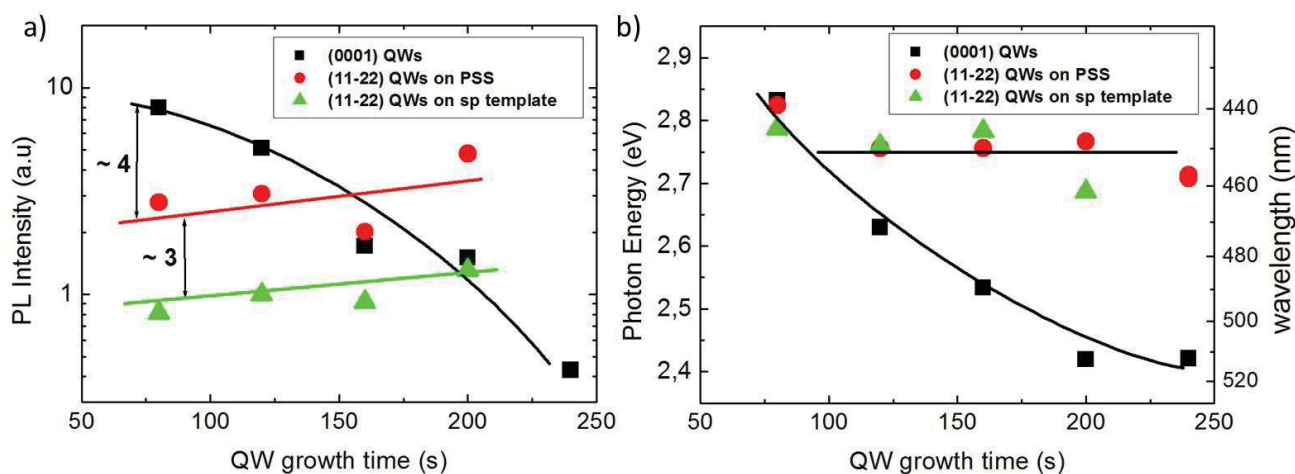 a)
(0001) QWs
(11-22) QWs on PSS
(11-22) QWs on sp template
10
1
~ 4
~ 3
PL Intensity (a.u)
50 100 150 200 250
QW growth time (s)
b)
(0001) QWs
(11-22) QWs on PSS
(11-22) QWs on sp template
2,9
2,8
2,7
2,6
2,5
2,4
Photon Energy (eV)
440
460
480
500
520
wavelength (nm)
50 100 150 200 250
QW growth time (s)